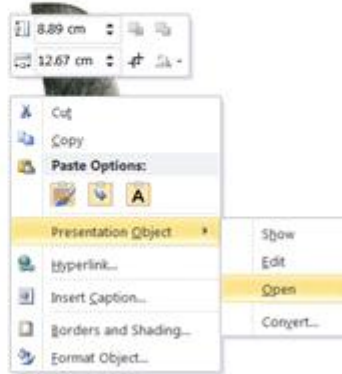 8.89 cm
12.67 cm
Cut
Copy
Paste Options:
A
Presentation Object
Show
Hyperlink...
Edit
Insert Caption...
Open
Borders and Shading...
Convert...
Format Object...